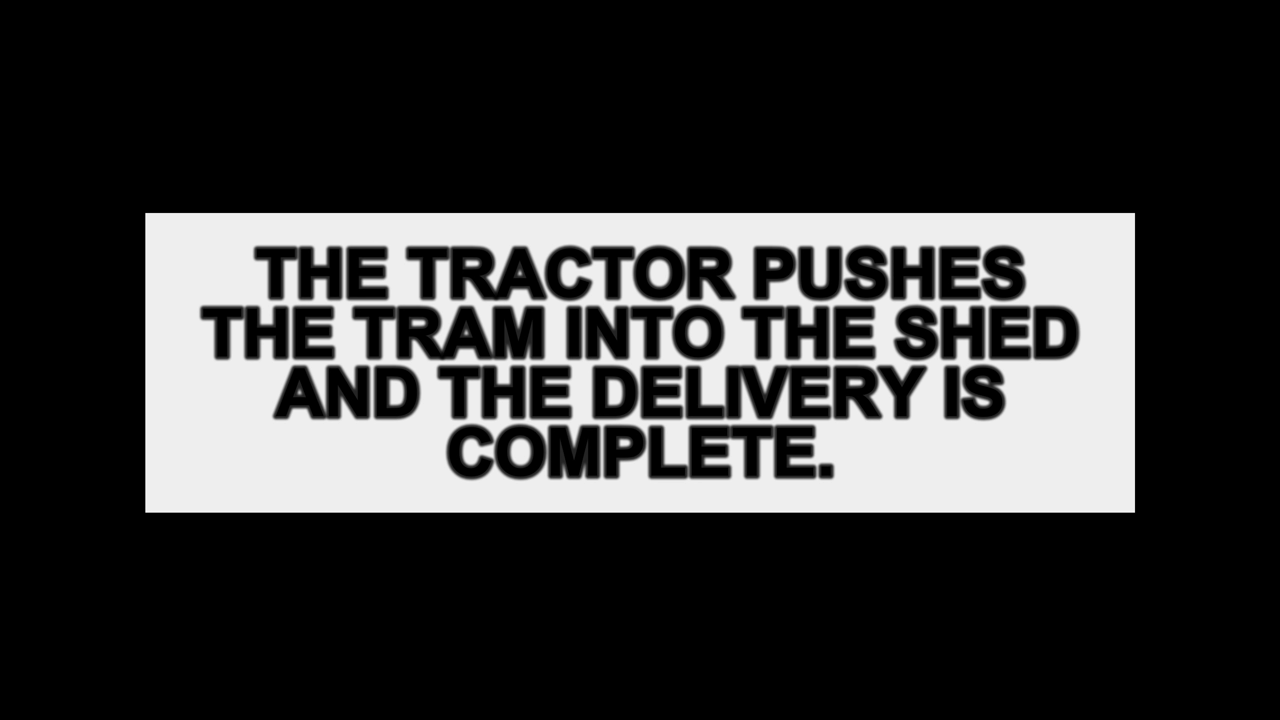 THE TRACTOR PUSHES
THE TRAM INTO THE SHED
AND THE DELIVERY IS
COMPLETE.